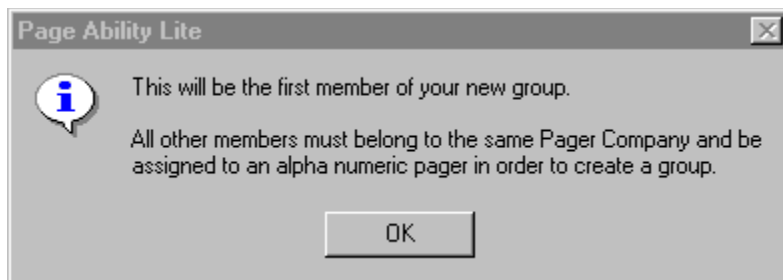 Page Ability Lite
This will be the first member of your new group.
All other members must belong to the same Pager Company and be
assigned to an alpha numeric pager in order to create a group.
OK